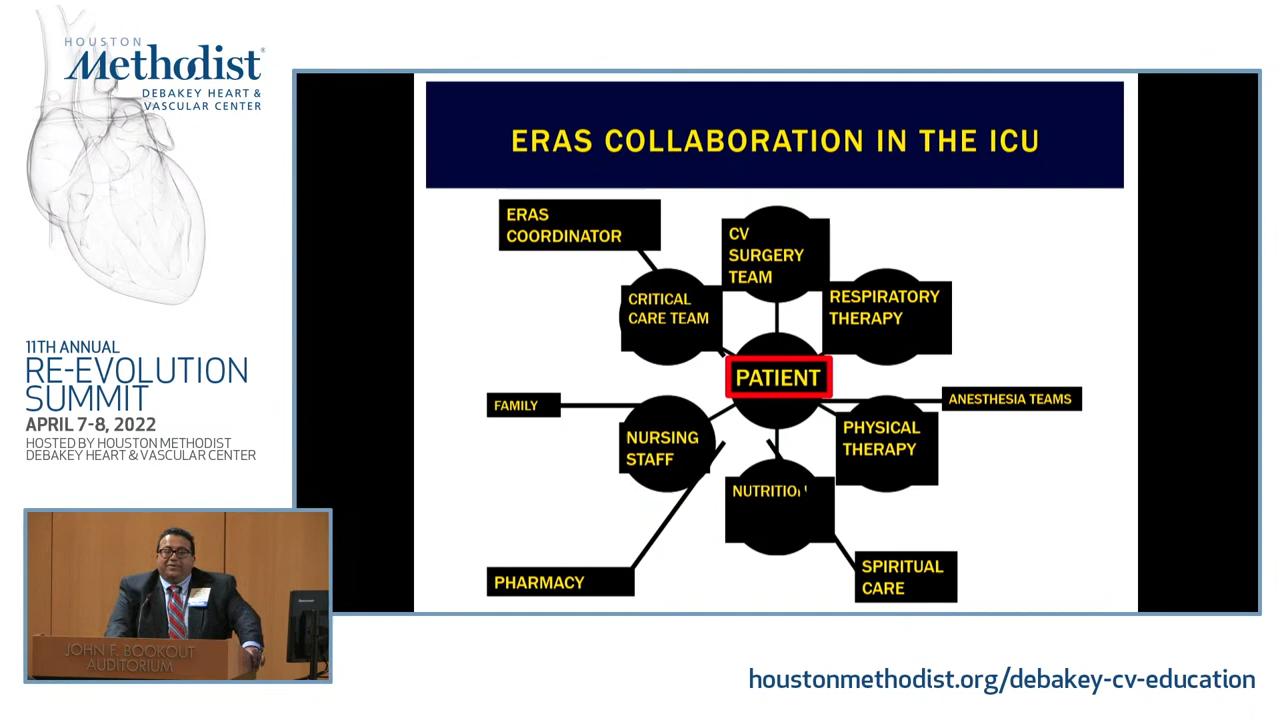 HOUSTON
Methodist®
DEBAKEY HEART &
VASCULAR CENTER
11TH ANNUAL
RE-EVOLUTION
SUMMIT
APRIL 7-8, 2022
HOSTED BY HOUSTON METHODIST
DEBAKEY HEART & VASCULAR CENTER
ERAS COLLABORATION IN THE ICU
ERAS
COORDINATOR
CV
SURGERY
TEAM
CRITICAL
CARE TEAM
RESPIRATORY
THERAPY
PATIENT
FAMILY
ANESTHESIA TEAMS
NURSING
STAFF
PHYSICAL
THERAPY
NUTRITION
PHARMACY
SPIRITUAL
CARE
JOHN F. BOOKOUT
AUDITORIUM
houstonmethodist.org/debakey-cv-education